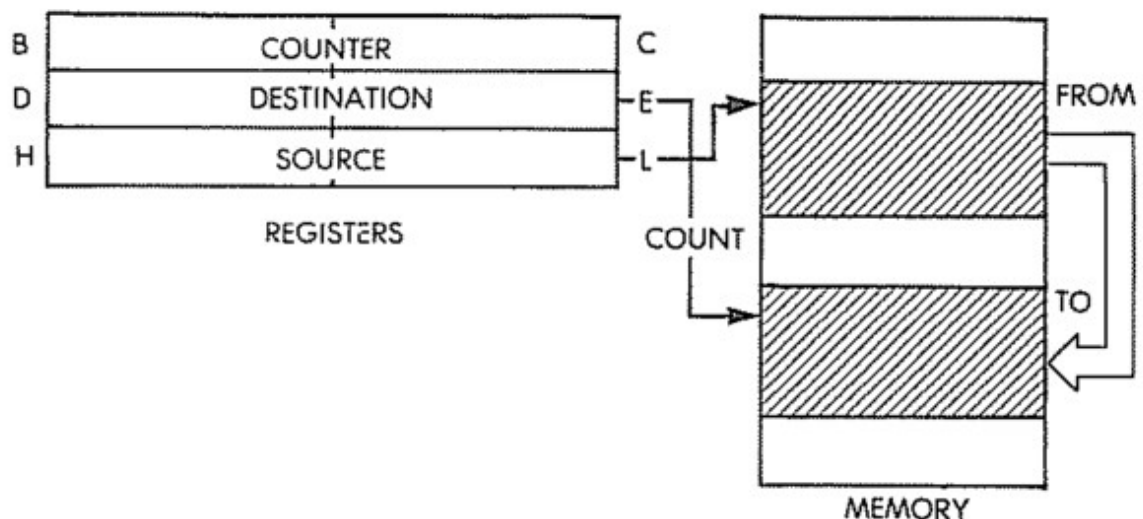 B COUNTER C
D DESTINATION E
H SOURCE L
REGISTERS
COUNT
FROM
TO
MEMORY